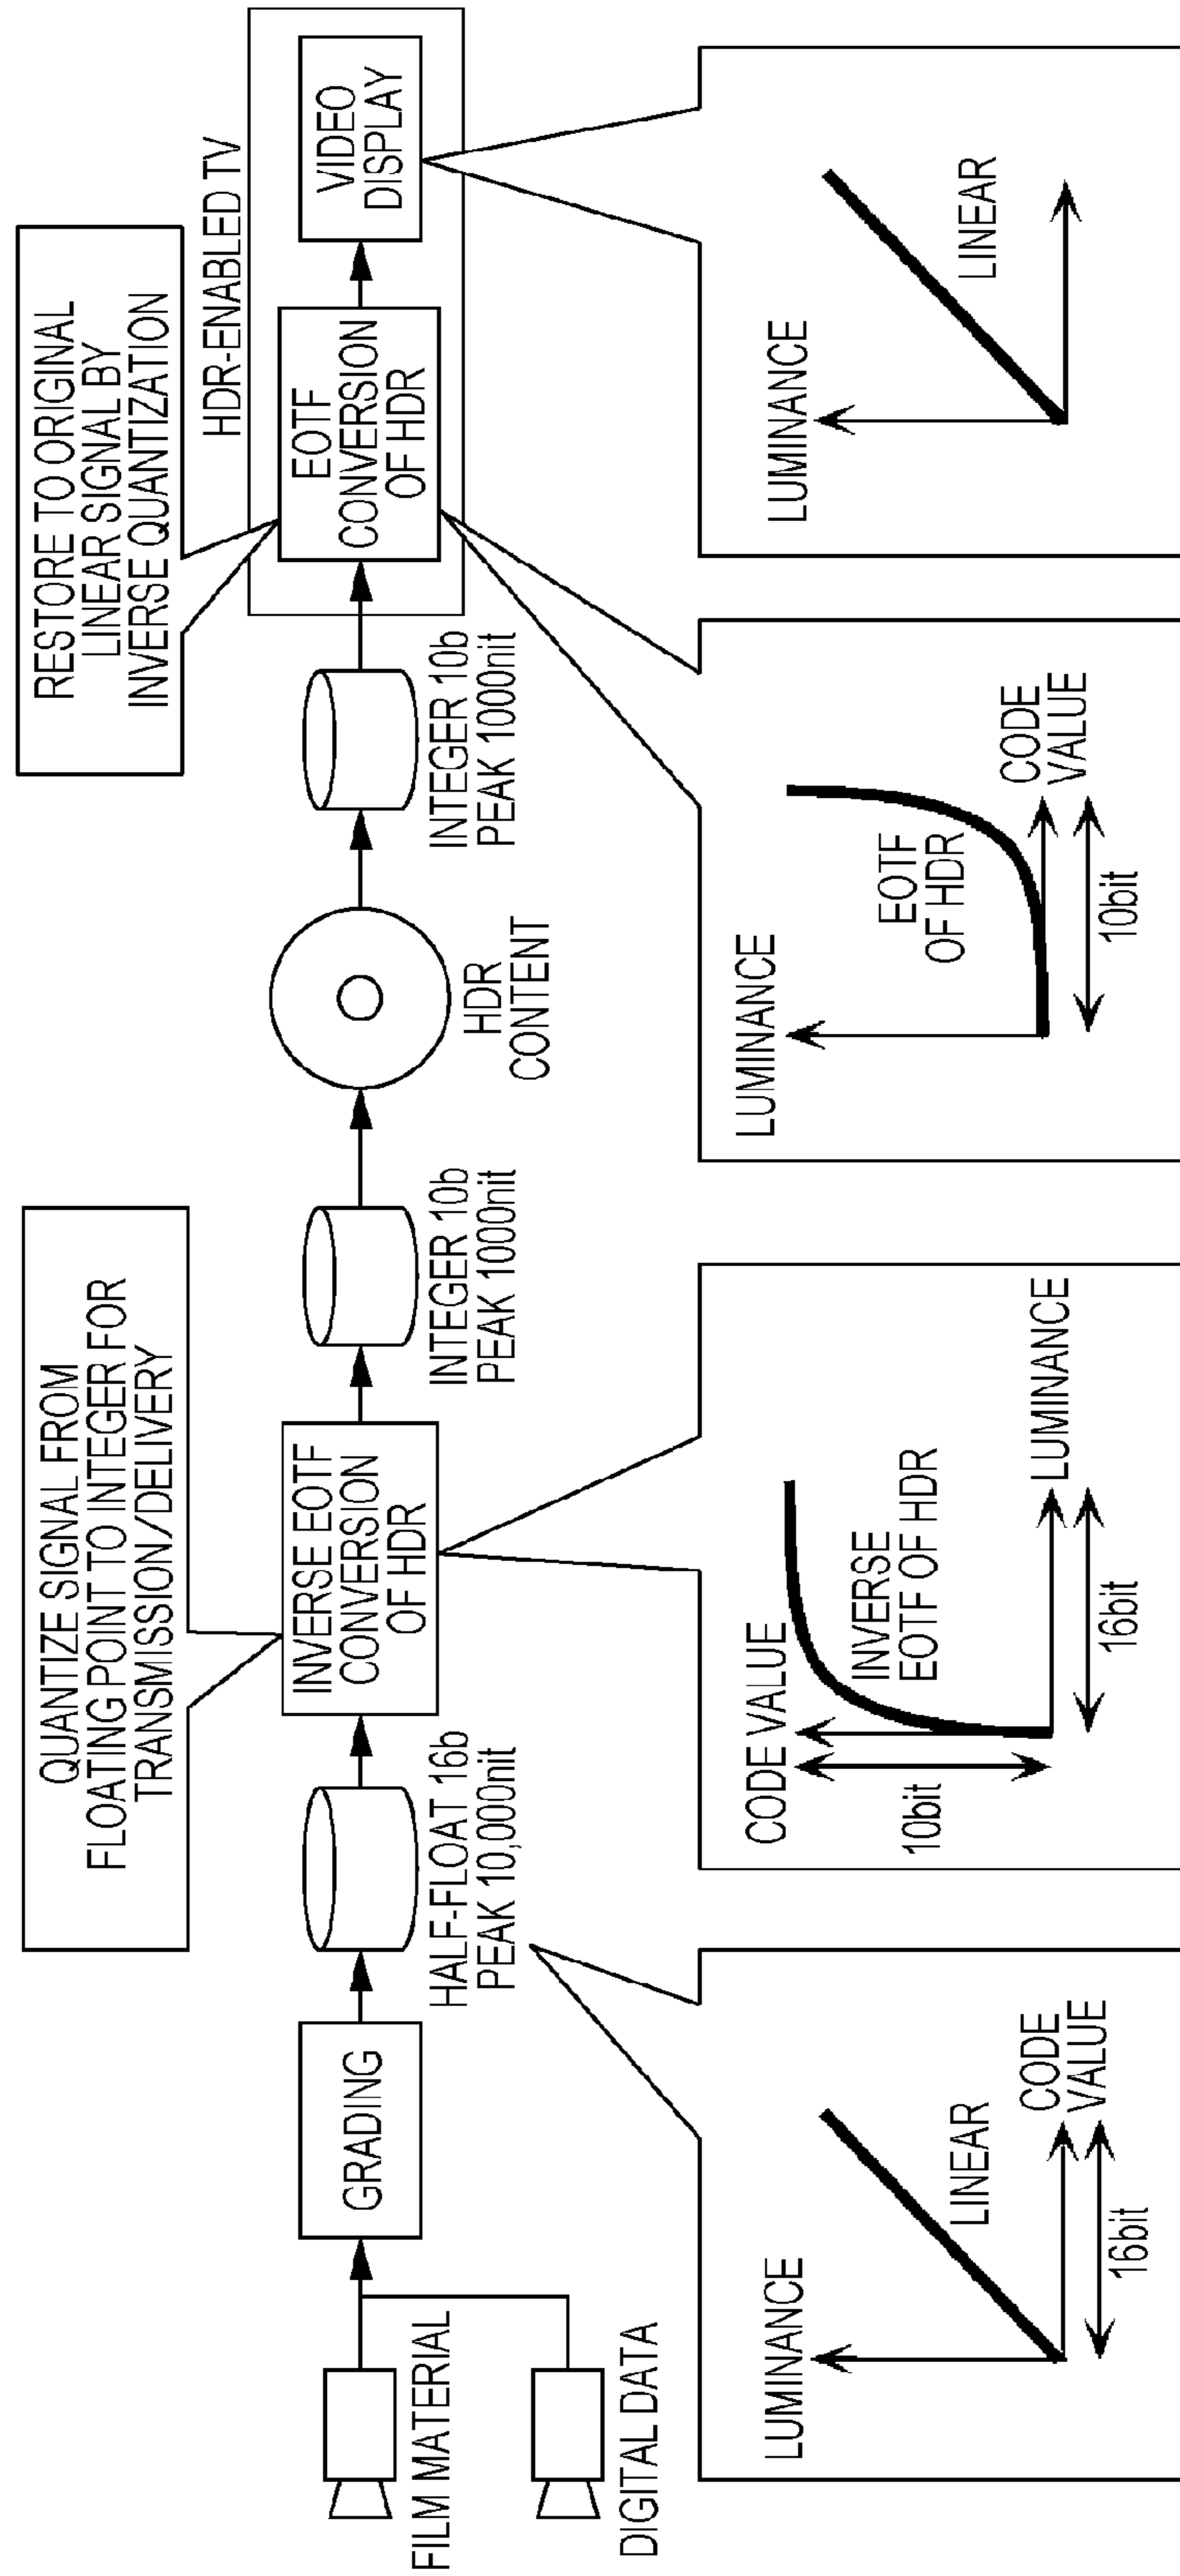 QUANTIZE SIGNAL FROM
FLOATING POINT TO INTEGER FOR
TRANSMISSION/DELIVERY
RESTORE TO ORIGINAL
LINEAR SIGNAL BY
INVERSE QUANTIZATION
HDR-ENABLED TV
FILM MATERIAL
DIGITAL DATA
GRADING
HALF-FLOAT 16b
PEAK 10,000nit
INVERSE EOTF
CONVERSION
OF HDR
INTEGER 10b
PEAK 1000nit
HDR
CONTENT
INTEGER 10b
PEAK 1000nit
EOTF
CONVERSION
OF HDR
VIDEO
DISPLAY
LUMINANCE
LINEAR
CODE
VALUE
16bit
CODE VALUE
10bit
INVERSE
EOTF OF HDR
LUMINANCE
16bit
LUMINANCE
EOTF
OF HDR
CODE
VALUE
10bit
LUMINANCE
LINEAR